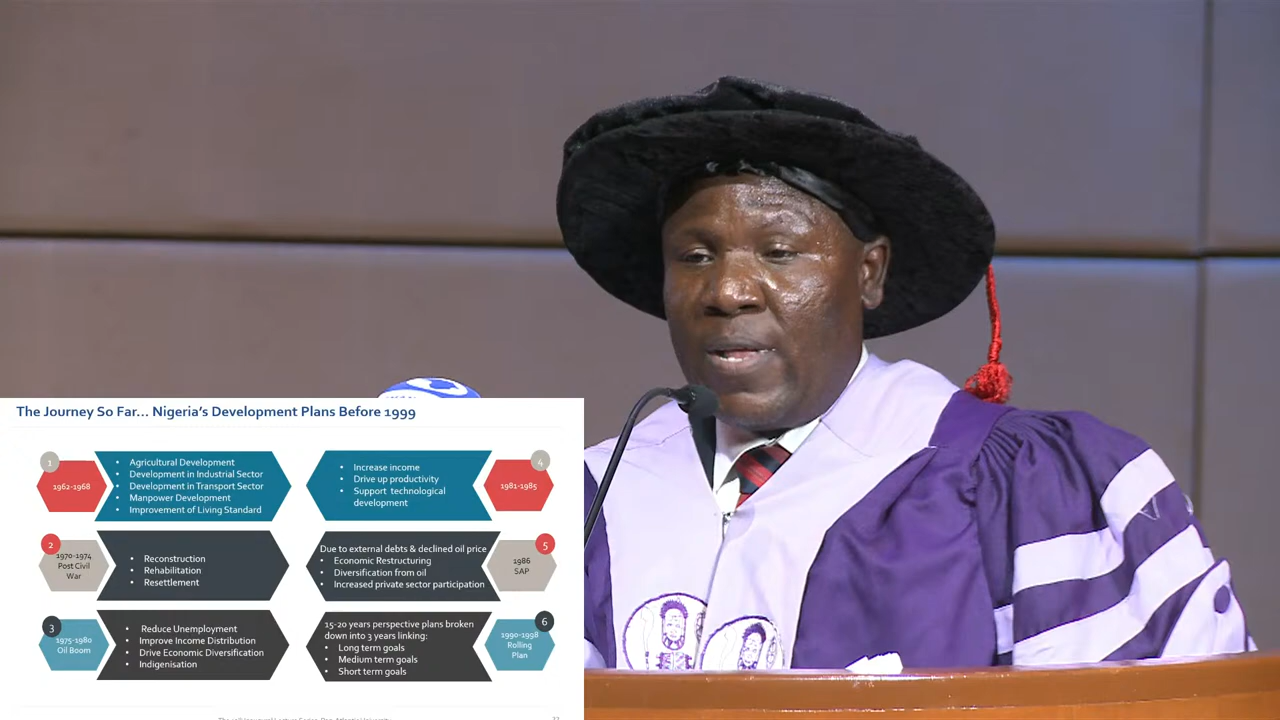 The Journey So Far... Nigeria's Development Plans Before 1999
1
1962-1968
• Agricultural Development
• Development in Industrial Sector
• Development in Transport Sector
• Manpower Development
• Improvement of Living Standard
2
1970-1974
Post Civil
War
• Reconstruction
• Rehabilitation
• Resettlement
3
1975-1980
Oil Boom
• Reduce Unemployment
• Improve Income Distribution
• Drive Economic Diversification
• Indigenisation
4
1981-1985
• Increase income
• Drive up productivity
• Support technological
development
5
1986
SAP
Due to external debts & declined oil price
• Economic Restructuring
• Diversification from oil
• Increased private sector participation
6
1990-1998
Rolling
Plan
15-20 years perspective plans broken
down into 3 years linking:
• Long term goals
• Medium term goals
• Short term goals